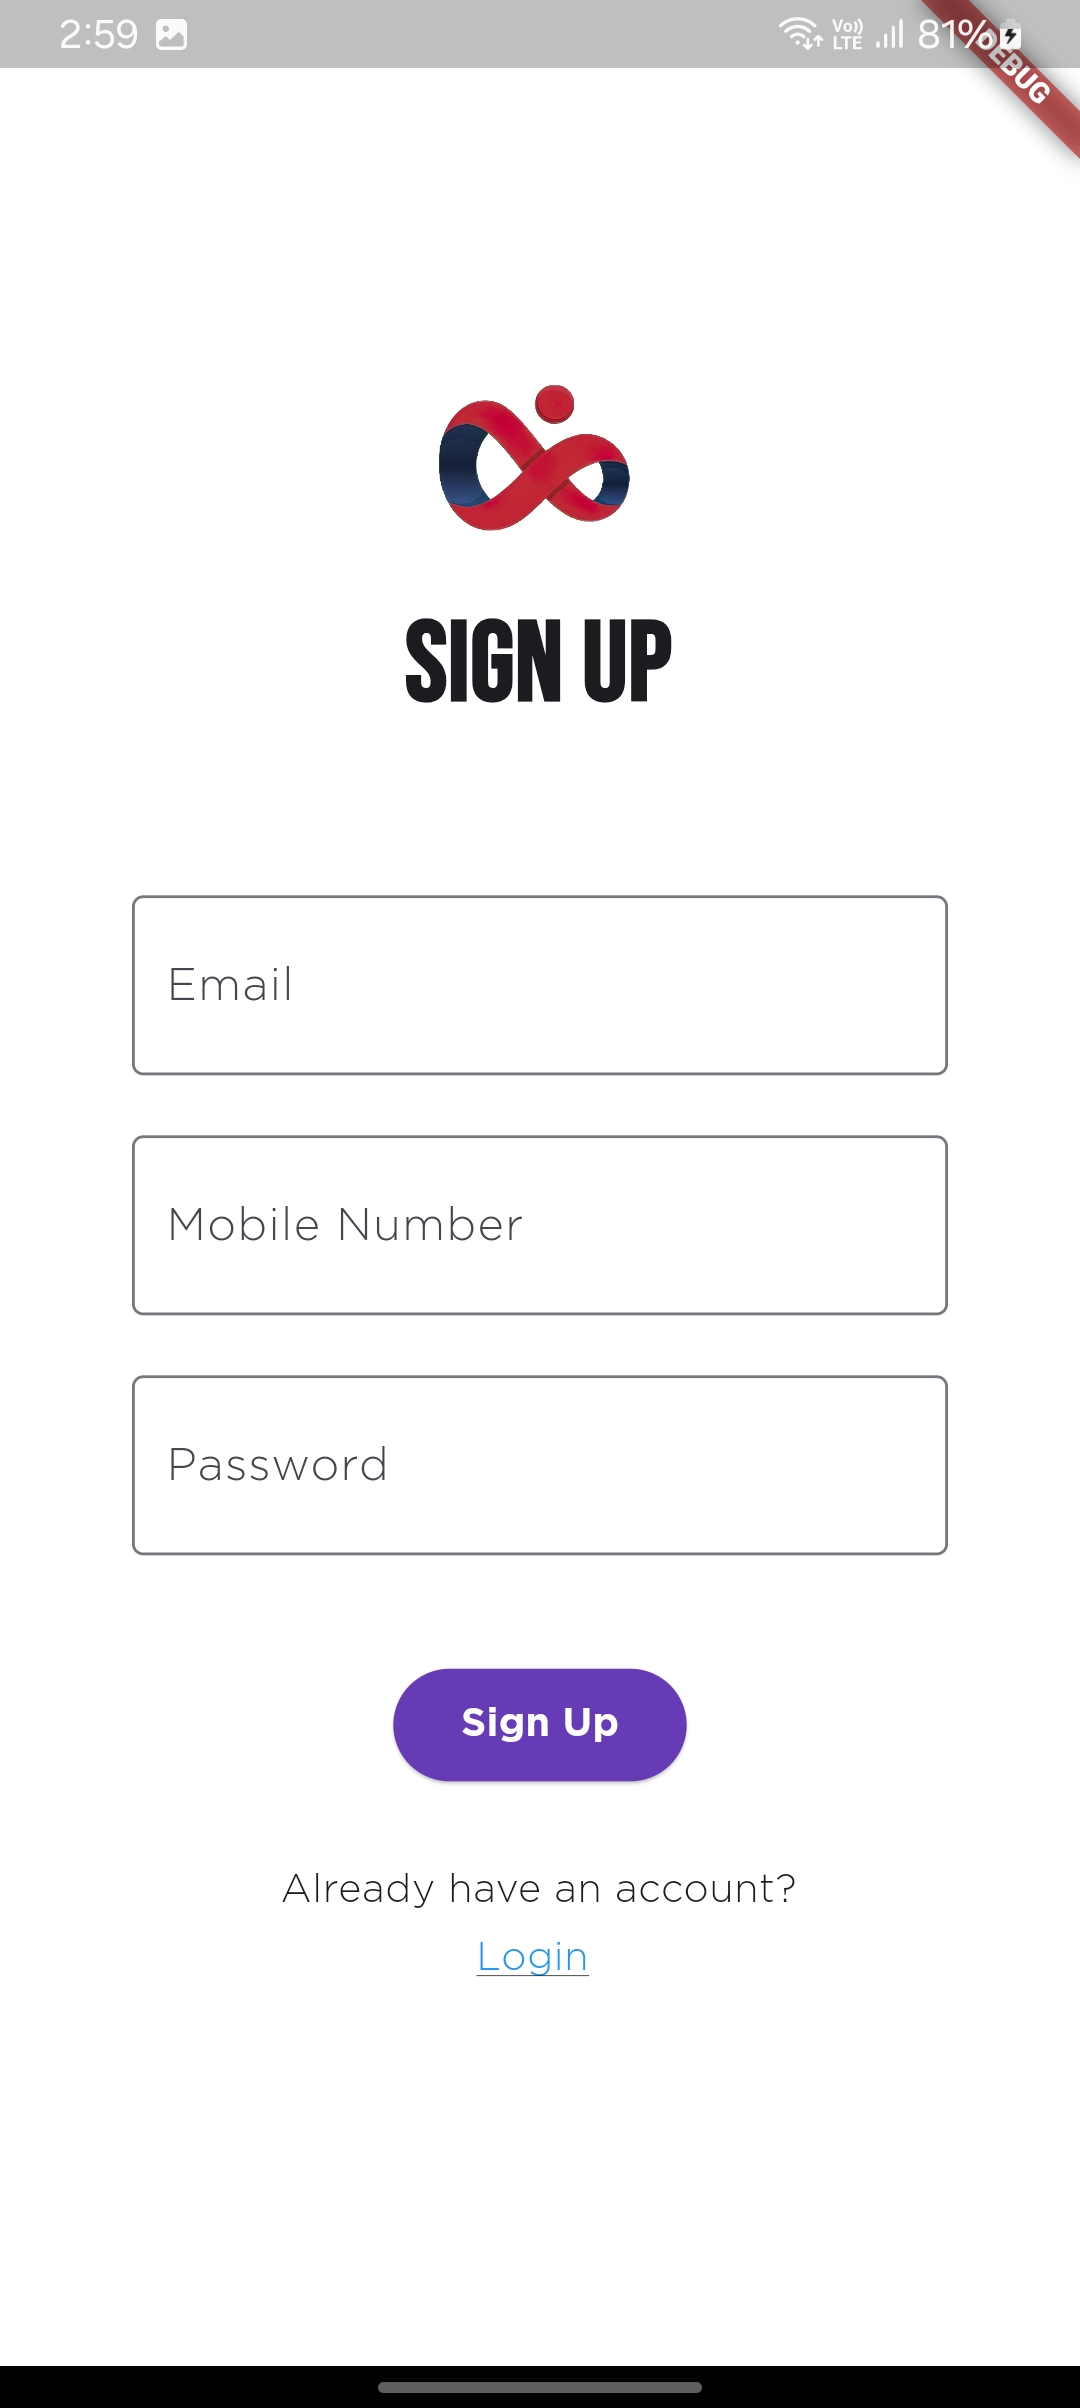 2:59 Vo)) LTE 81%
DEBUG
SIGN UP
Email
Mobile Number
Password
Sign Up
Already have an account?
Login